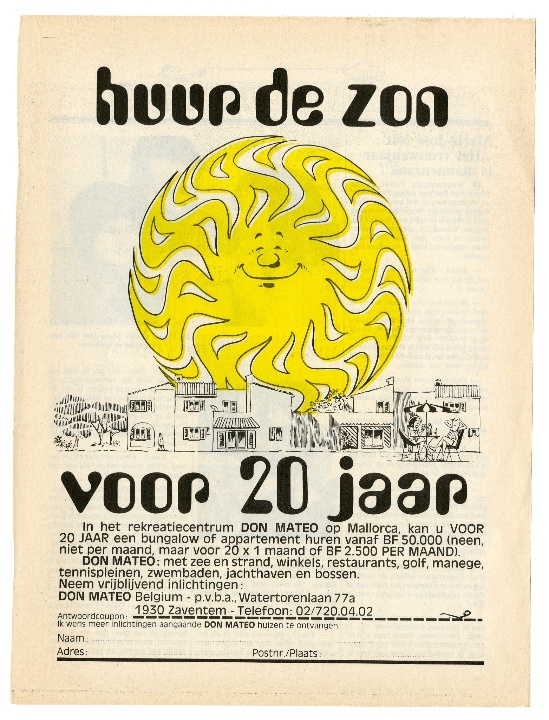 huur de zon
voor 20 jaar
In het rekreatiecentrum DON MATEO op Mallorca, kan u VOOR
20 JAAR een bungalow of appartement huren vanaf BF 50.000 (neen,
niet per maand, maar voor 20 x 1 maand of BF 2.500 PER MAAND).
DON MATEO: met zee en strand, winkels, restaurants, golf, manege,
tennispleinen, zwembaden, jachthaven en bossen.
Neem vrijblijvend inlichtingen:
DON MATEO Belgium - p.v.b.a., Watertorenlaan 77a
1930 Zaventem - Telefoon: 02/720.04.02
Antwoordcoupon:
Ik wens meer inlichtingen aangaande DON MATEO huizen te ontvangen
Naam:
Adres: Postnr./Plaats: